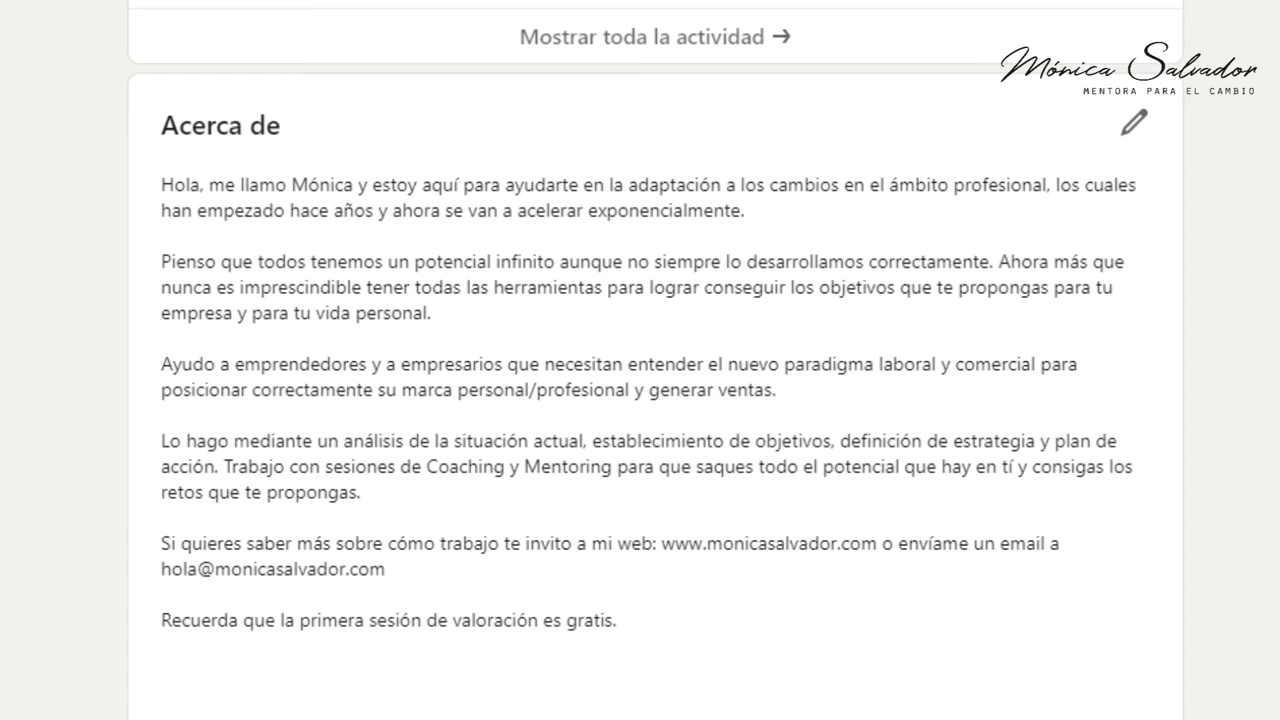 Mostrar toda la actividad →
Mónica Salvador
MENTORA PARA EL CAMBIO
Acerca de
Hola, me llamo Mónica y estoy aquí para ayudarte en la adaptación a los cambios en el ámbito profesional, los cuales
han empezado hace años y ahora se van a acelerar exponencialmente.
Pienso que todos tenemos un potencial infinito aunque no siempre lo desarrollamos correctamente. Ahora más que
nunca es imprescindible tener todas las herramientas para lograr conseguir los objetivos que te propongas para tu
empresa y para tu vida personal.
Ayudo a emprendedores y a empresarios que necesitan entender el nuevo paradigma laboral y comercial para
posicionar correctamente su marca personal/profesional y generar ventas.
Lo hago mediante un análisis de la situación actual, establecimiento de objetivos, definición de estrategia y plan de
acción. Trabajo con sesiones de Coaching y Mentoring para que saques todo el potencial que hay en tí y consigas los
retos que te propongas.
Si quieres saber más sobre cómo trabajo te invito a mi web: www.monicasalvador.com o envíame un email a
hola@monicasalvador.com
Recuerda que la primera sesión de valoración es gratis.